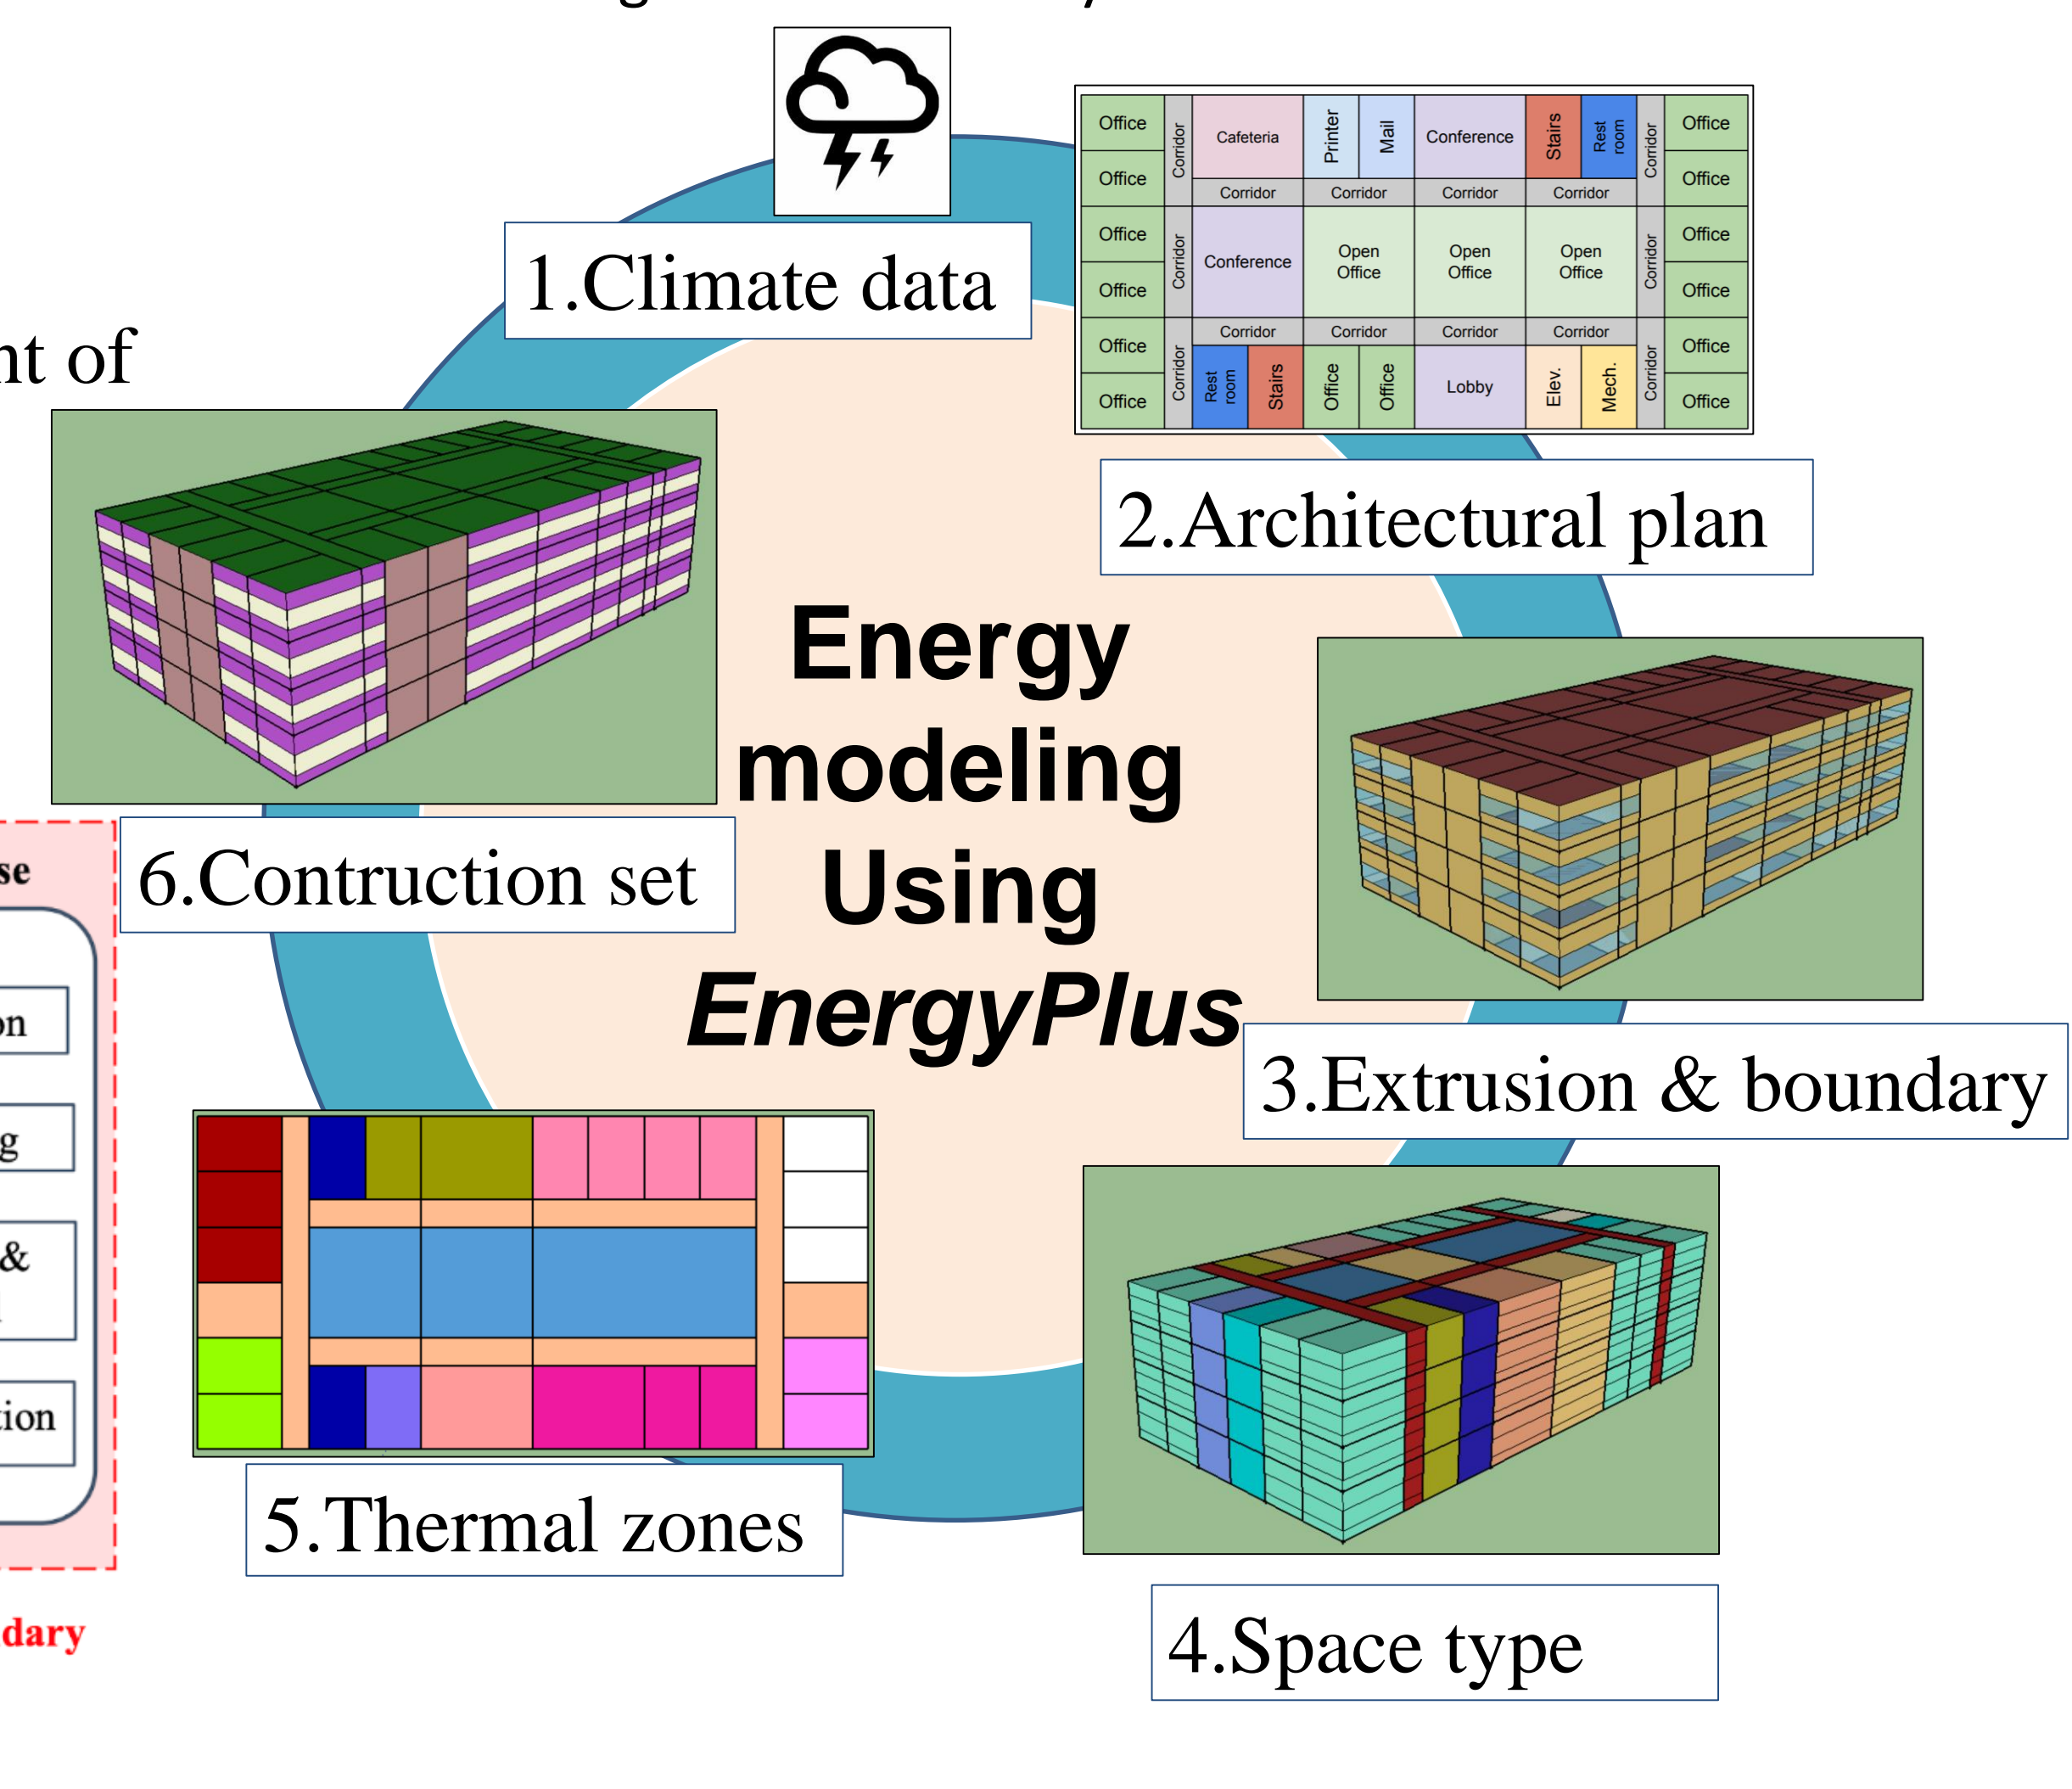 1.Climate data
Office
Corridor
Cafeteria
Printer
Mail
Conference
Stairs
Rest
room
Corridor
Office
Office
Corridor
Corridor
Corridor
Corridor
Office
Office
Corridor
Conference
Open
Office
Open
Office
Open
Office
Corridor
Office
Office
Office
Office
Corridor
Corridor
Corridor
Corridor
Corridor
Corridor
Office
Office
Rest
room
Stairs
Office
Office
Lobby
Elev.
Mech.
Office
2.Architectural plan
nt of
Energy
modeling
Using
EnergyPlus
6.Contruction set
3.Extrusion & boundary
se
on
g
&
tion
dary
5.Thermal zones
4.Space type